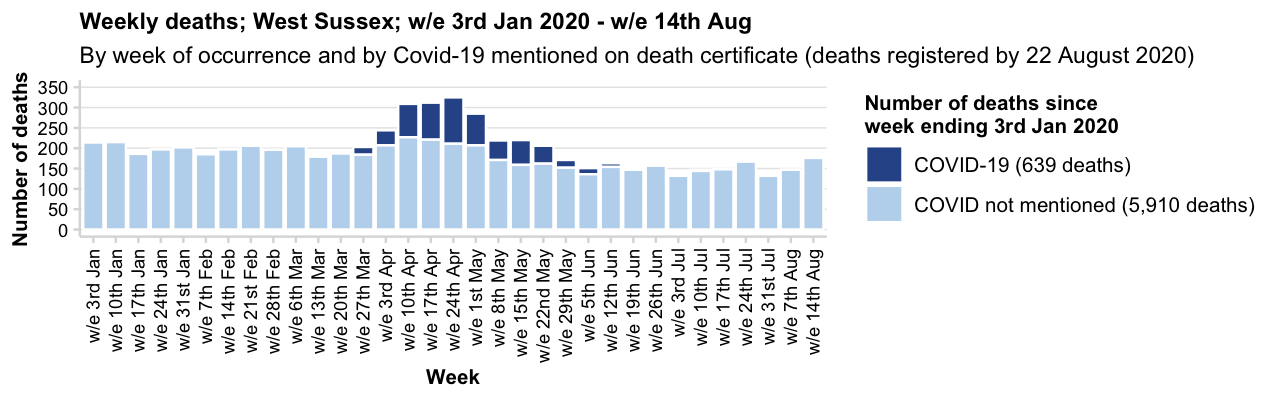 Weekly deaths; West Sussex; w/e 3rd Jan 2020 - w/e 14th Aug
By week of occurrence and by Covid-19 mentioned on death certificate (deaths registered by 22 August 2020)
Number of deaths
350
300
250
200
150
100
50
0
w/e 3rd Jan
w/e 10th Jan
w/e 17th Jan
w/e 24th Jan
w/e 31st Jan
w/e 7th Feb
w/e 14th Feb
w/e 21st Feb
w/e 28th Feb
w/e 6th Mar
w/e 13th Mar
w/e 20th Mar
w/e 27th Mar
w/e 3rd Apr
w/e 10th Apr
w/e 17th Apr
w/e 24th Apr
w/e 1st May
w/e 8th May
w/e 15th May
w/e 22nd May
w/e 29th May
w/e 5th Jun
w/e 12th Jun
w/e 19th Jun
w/e 26th Jun
w/e 3rd Jul
w/e 10th Jul
w/e 17th Jul
w/e 24th Jul
w/e 31st Jul
w/e 7th Aug
w/e 14th Aug
Week
Number of deaths since
week ending 3rd Jan 2020
COVID-19 (639 deaths)
COVID not mentioned (5,910 deaths)